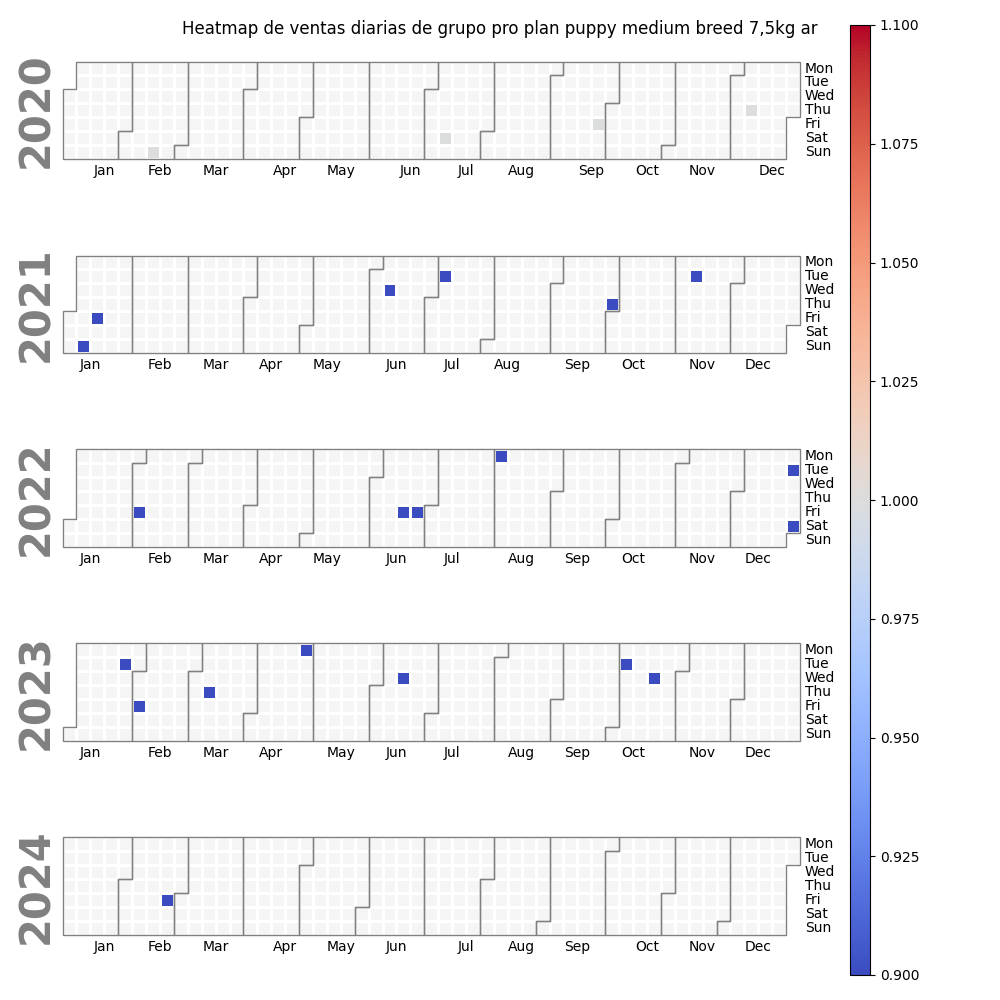 Heatmap de ventas diarias de grupo pro plan puppy medium breed 7,5kg ar
2020
Mon
Tue
Wed
Thu
Fri
Sat
Sun
Jan Feb Mar Apr May Jun Jul Aug Sep Oct Nov Dec
2021
Mon
Tue
Wed
Thu
Fri
Sat
Sun
Jan Feb Mar Apr May Jun Jul Aug Sep Oct Nov Dec
2022
Mon
Tue
Wed
Thu
Fri
Sat
Sun
Jan Feb Mar Apr May Jun Jul Aug Sep Oct Nov Dec
2023
Mon
Tue
Wed
Thu
Fri
Sat
Sun
Jan Feb Mar Apr May Jun Jul Aug Sep Oct Nov Dec
2024
Mon
Tue
Wed
Thu
Fri
Sat
Sun
Jan Feb Mar Apr May Jun Jul Aug Sep Oct Nov Dec
1.100
1.075
1.050
1.025
1.000
0.975
0.950
0.925
0.900